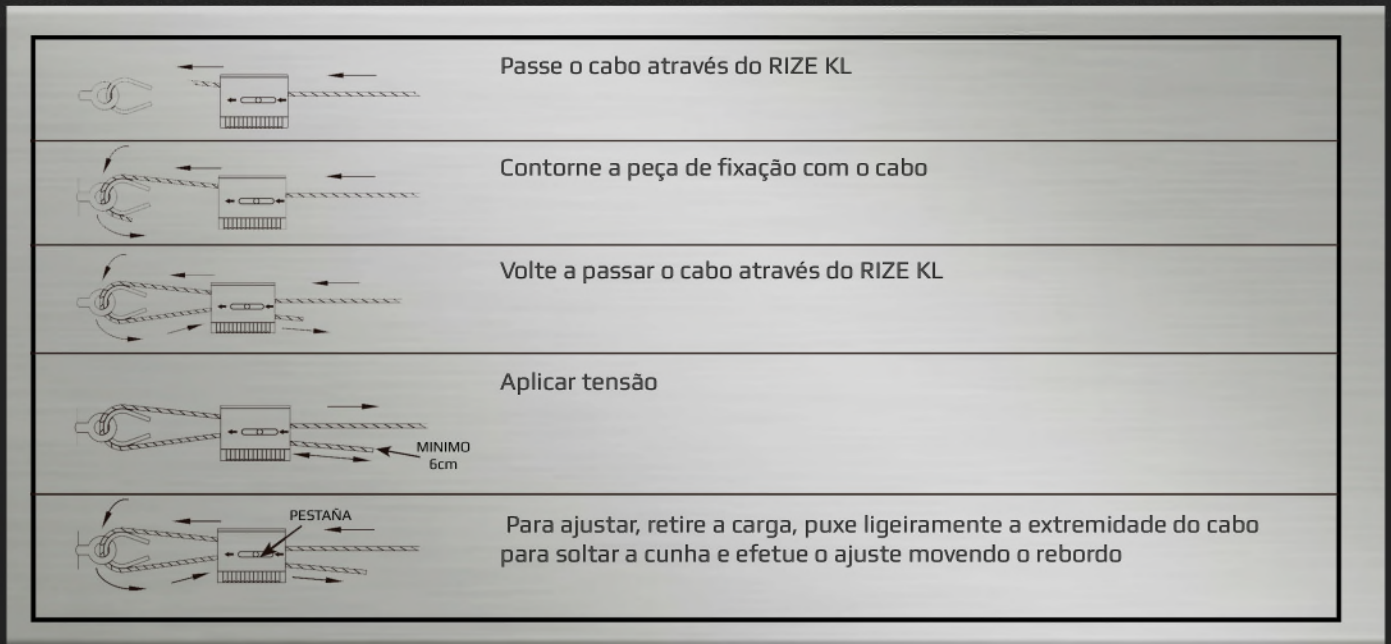 Passe o cabo através do RIZE KL
Contorne a peça de fixação com o cabo
Volte a passar o cabo através do RIZE KL
Aplicar tensão
MINIMO
6cm
PESTAÑA
Para ajustar, retire a carga, puxe ligeiramente a extremidade do cabo
para soltar a cunha e efetue o ajuste movendo o rebordo